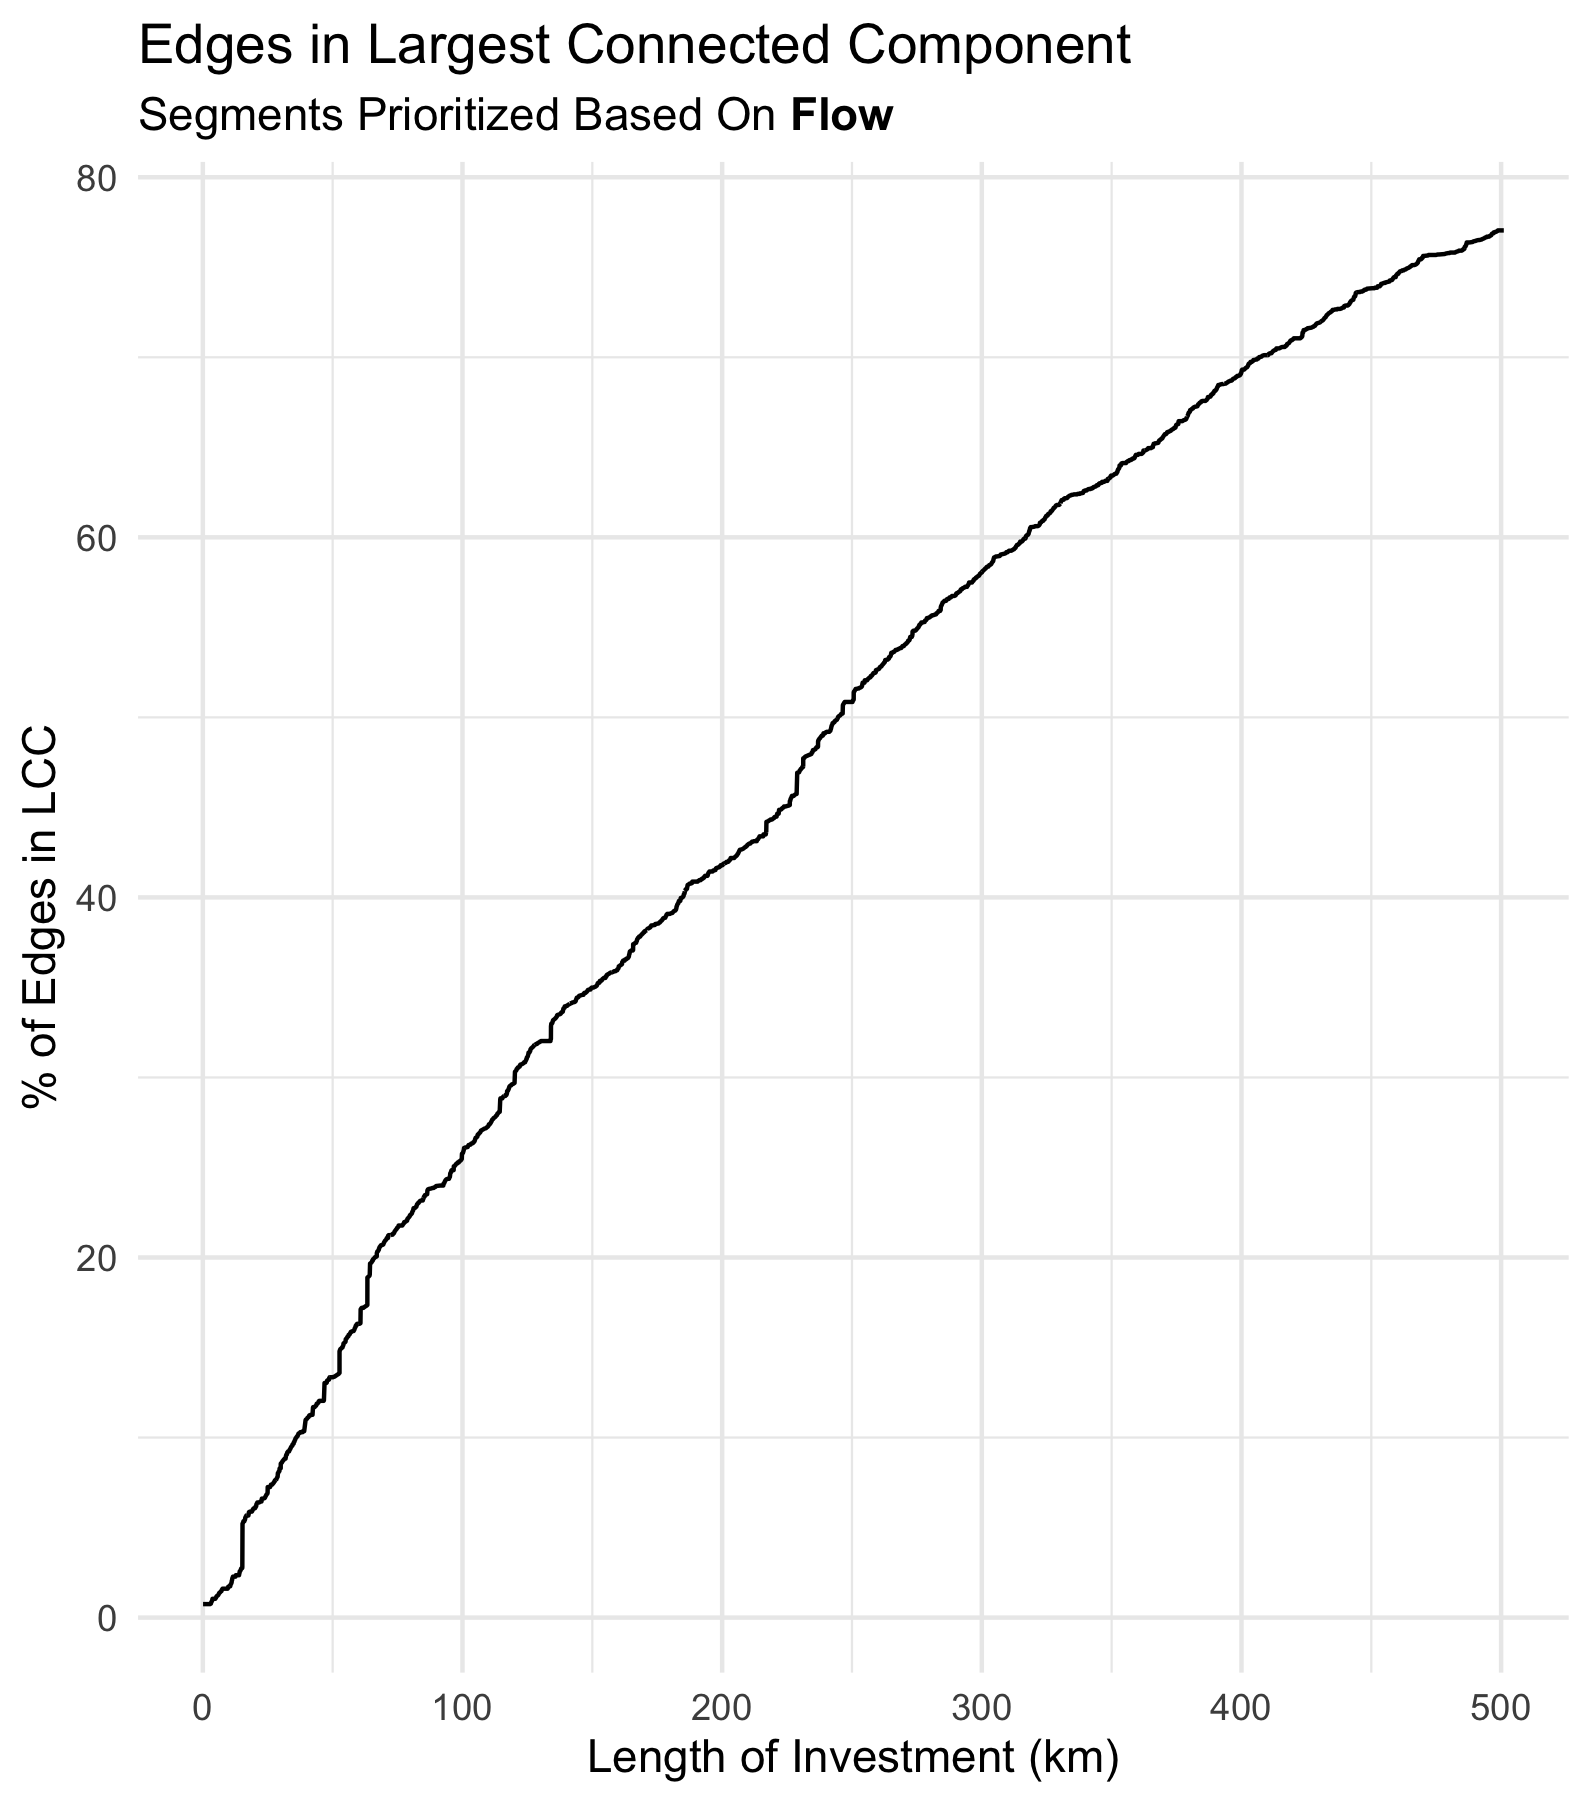 Edges in Largest Connected Component
Segments Prioritized Based On Flow
80
60
40
20
0
% of Edges in LCC
0 100 200 300 400 500
Length of Investment (km)